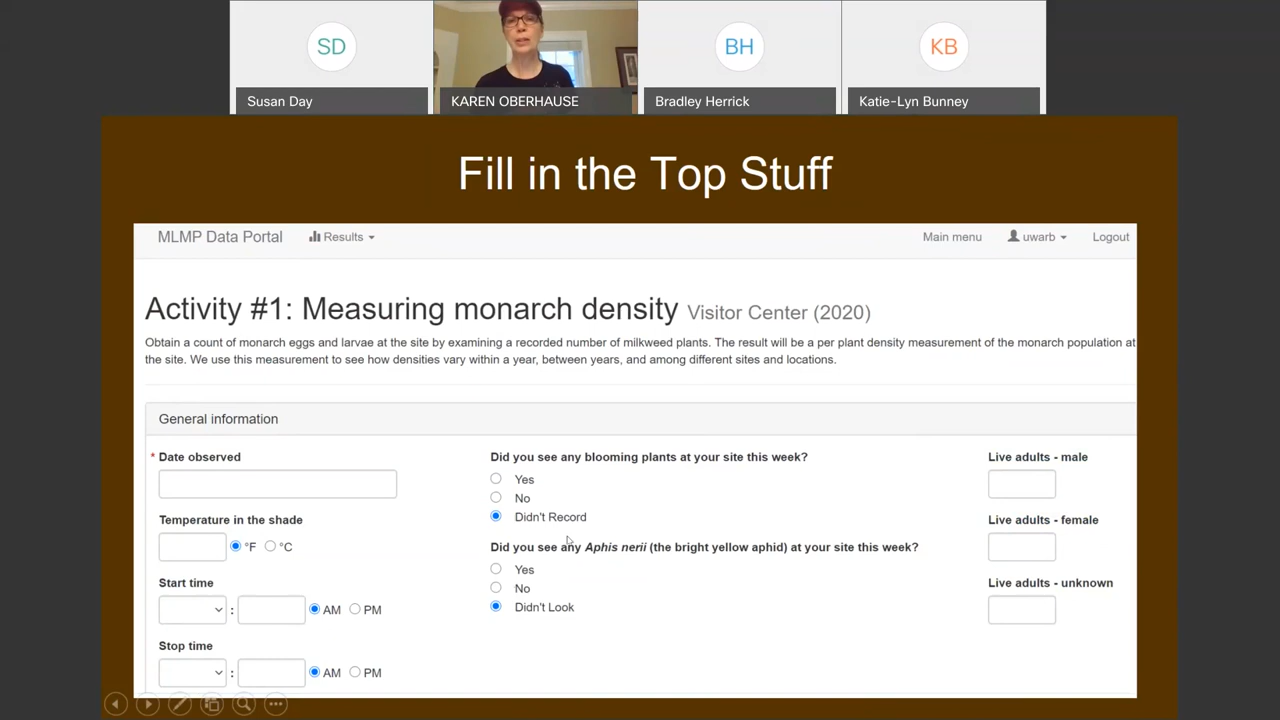 SD
BH
KB
Susan Day
KAREN OBERHAUSE
Bradley Herrick
Katie-Lyn Bunney
Fill in the Top Stuff
MLMP Data Portal Results Main menu uwarb Logout
Activity #1: Measuring monarch density Visitor Center (2020)
Obtain a count of monarch eggs and larvae at the site by examining a recorded number of milkweed plants. The result will be a per plant density measurement of the monarch population at
the site. We use this measurement to see how densities vary within a year, between years, and among different sites and locations.
General information
* Date observed
Temperature in the shade
°F °C
Start time
: AM PM
Stop time
: AM PM
Did you see any blooming plants at your site this week?
Yes
No
Didn't Record
Did you see any Aphis nerii (the bright yellow aphid) at your site this week?
Yes
No
Didn't Look
Live adults - male
Live adults - female
Live adults - unknown